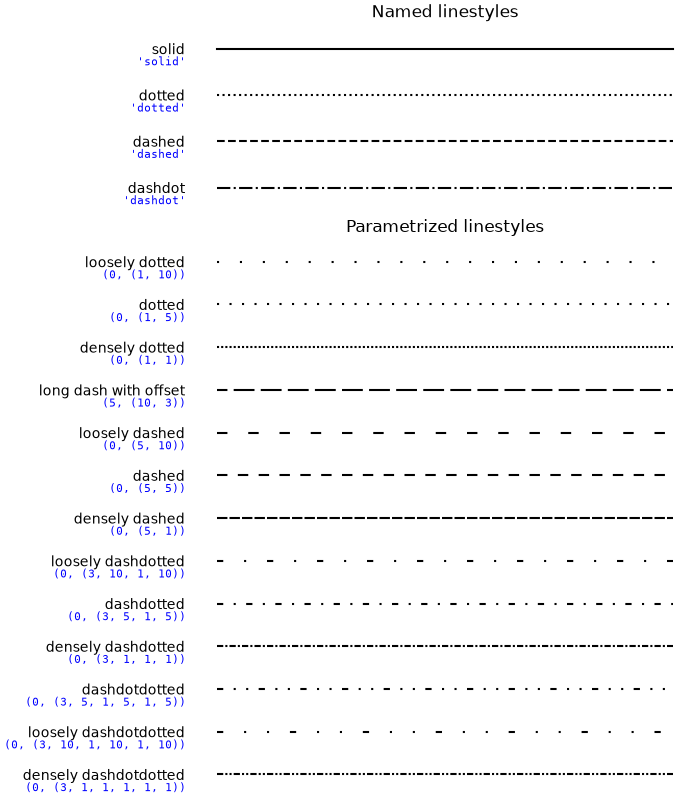 Named linestyles
solid
'solid'
dotted
'dotted'
dashed
'dashed'
dashdot
'dashdot'
Parametrized linestyles
loosely dotted
(0, (1, 10))
dotted
(0, (1, 5))
densely dotted
(0, (1, 1))
long dash with offset
(5, (10, 3))
loosely dashed
(0, (5, 10))
dashed
(0, (5, 5))
densely dashed
(0, (5, 1))
loosely dashdotted
(0, (3, 10, 1, 10))
dashdotted
(0, (3, 5, 1, 5))
densely dashdotted
(0, (3, 1, 1, 1))
dashdotdotted
(0, (3, 5, 1, 5, 1, 5))
loosely dashdotdotted
(0, (3, 10, 1, 10, 1, 10))
densely dashdotdotted
(0, (3, 1, 1, 1, 1, 1))